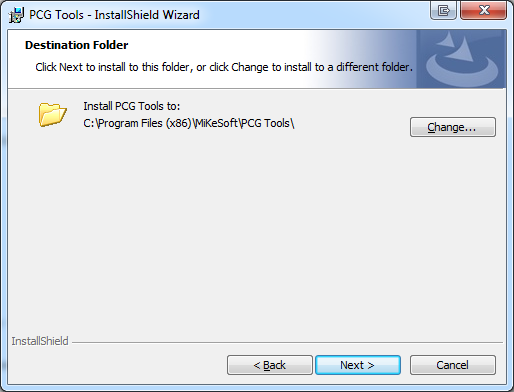 PCG Tools - InstallShield Wizard
Destination Folder
Click Next to install to this folder, or click Change to install to a different folder.
Install PCG Tools to:
C:\Program Files (x86)\MiKeSoft\PCG Tools\
Change...
InstallShield
< Back
Next >
Cancel